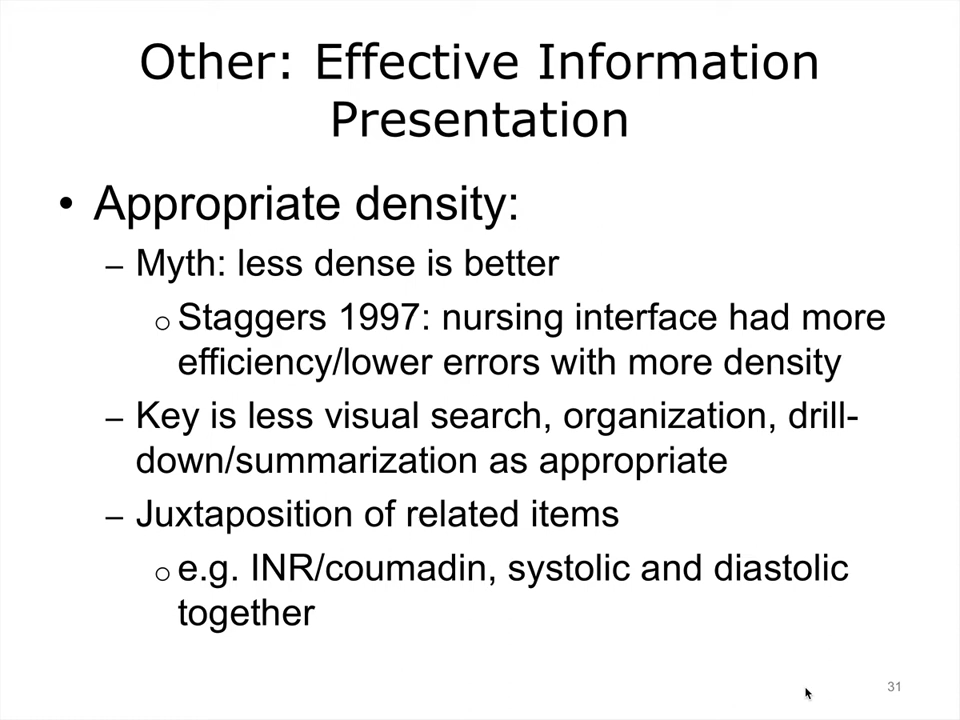 Other: Effective Information
Presentation
• Appropriate density:
– Myth: less dense is better
o Staggers 1997: nursing interface had more
efficiency/lower errors with more density
– Key is less visual search, organization, drill-
down/summarization as appropriate
– Juxtaposition of related items
o e.g. INR/coumadin, systolic and diastolic
together
31